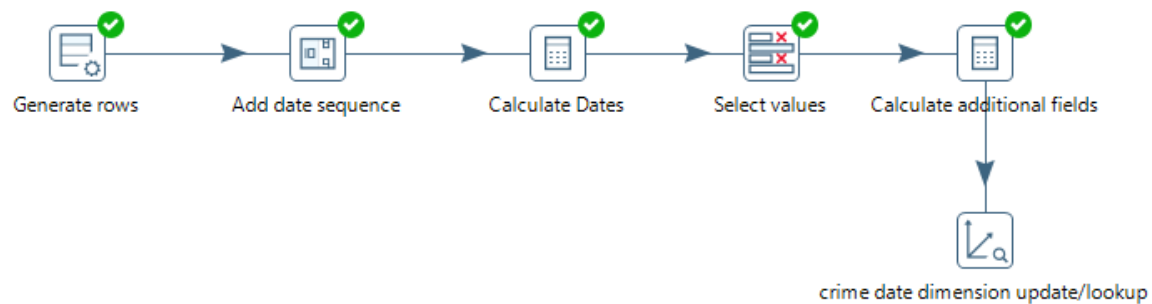 Generate rows
Add date sequence
Calculate Dates
Select values
Calculate additional fields
crime date dimension update/lookup